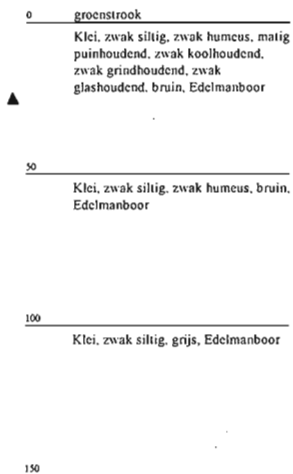 0 groenstrook
Klei, zwak siltig, zwak humeus, matig
puinhoudend, zwak koolhoudend,
zwak grindhoudend, zwak
glashoudend, bruin, Edelmanboor
50
Klei, zwak siltig, zwak humeus, bruin,
Edelmanboor
100
Klei, zwak siltig, grijs, Edelmanboor
150